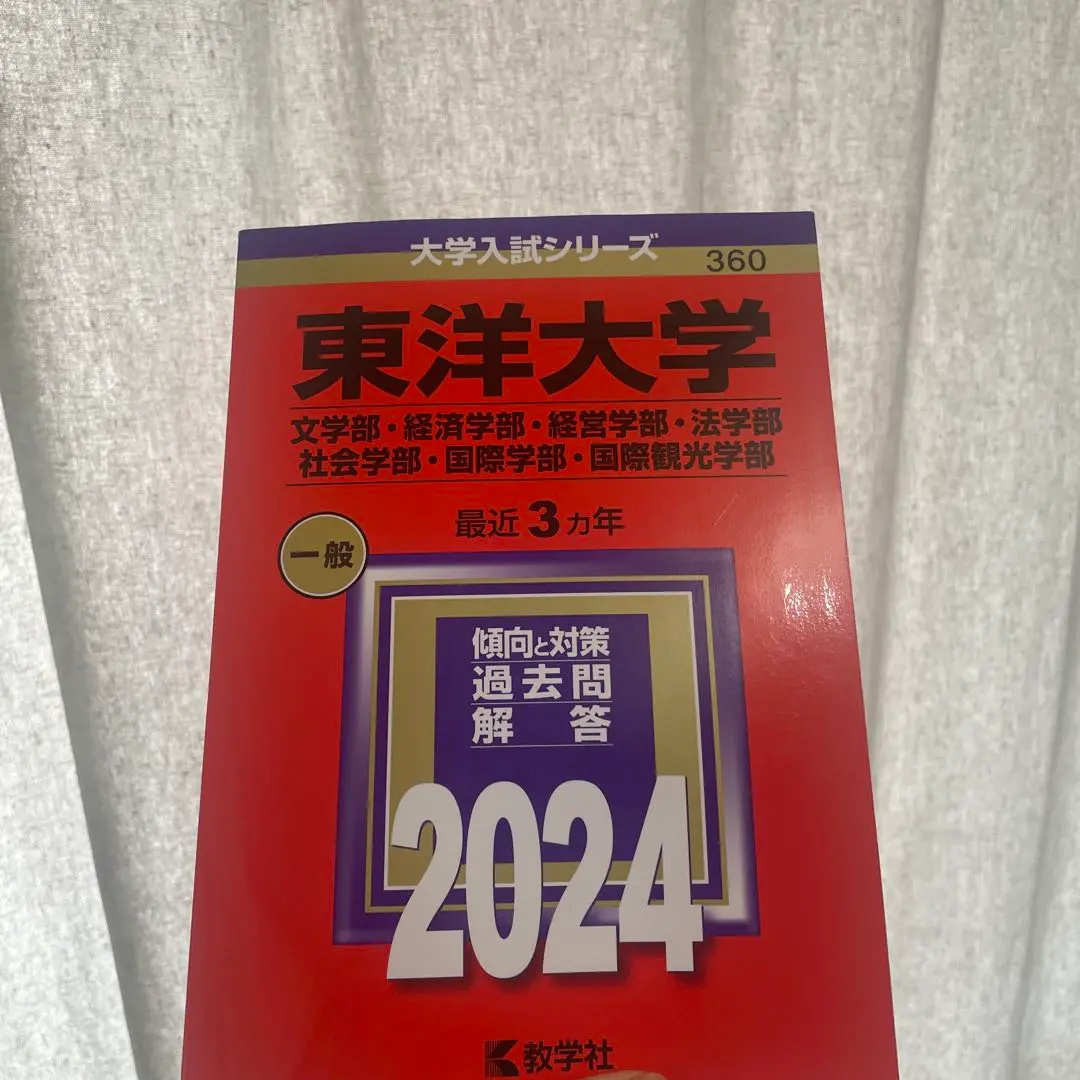 大学入試シリーズ
360
東洋大学
文学部・経済学部・経営学部・法学部
社会学部・国際学部・国際観光学部
最近3カ年
一般
傾向と対策
過去問
解答
2024
教学社